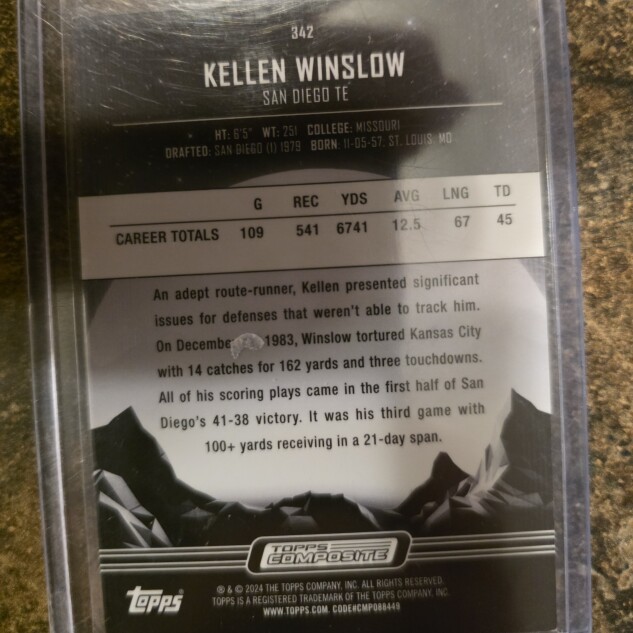 342
KELLEN WINSLOW
SAN DIEGO TE
HT: 6'5" WT: 251 COLLEGE: MISSOURI
DRAFTED: SAN DIEGO (1) 1979 BORN: 11-05-57, ST. LOUIS, MO
G REC YDS AVG LNG TD
CAREER TOTALS 109 541 6741 12.5 67 45
An adept route-runner, Kellen presented significant
issues for defenses that weren't able to track him.
On Decembe 1983, Winslow tortured Kansas City
with 14 catches for 162 yards and three touchdowns.
All of his scoring plays came in the first half of San
Diego's 41-38 victory. It was his third game with
100+ yards receiving in a 21-day span.
TOPPS
COMPOSITE
topps
® & © 2024 THE TOPPS COMPANY, INC. ALL RIGHTS RESERVED.
TOPPS IS A REGISTERED TRADEMARK OF THE TOPPS COMPANY, INC.
WWW.TOPPS.COM. CODE#CMP088449